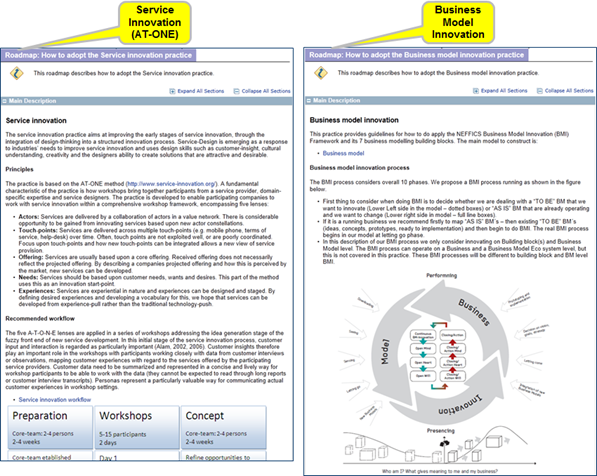 Service
Innovation
(AT-ONE)
Roadmap: How to adopt the Service innovation practice
This roadmap describes how to adopt the Service innovation practice.
Expand All Sections Collapse All Sections
Main Description
Service innovation
The service innovation practice aims at improving the early stages of service innovation, through the
integration of design-thinking into a structured innovation process. Service-Design is emerging as a response
to industries' needs to improve service innovation and uses design skills such as customer-insight, cultural
understanding, creativity and the designers ability to create solutions that are attractive and desirable.
Principles
The practice is based on the AT-ONE method (http://www.service-innovation.org/). A fundamental
characteristic of the practice is how workshops bring together participants from a service provider, domain-
specific expertise and service designers. The practice is developed to enable participating companies to
work with service innovation within a comprehensive workshop framework, encompassing five lenses:
Actors: Services are delivered by a collaboration of actors in a value network. There is considerable
opportunity to be gained from innovating services based upon new actor constellations.
Touch-points: Services are delivered across multiple touch-points (e.g. mobile phone, terms of
service, help-desk) over time. Often, touch points are not exploited well, or are poorly coordinated.
Focus upon touch-points and how new touch-points can be integrated allows a new view of service
provision.
Offering: Services are usually based upon a core offering. Received offering does not necessarily
reflect the projected offering. By describing a companies projected offering and how this is perceived by
the market, new services can be developed.
Needs: Services should be based upon customer needs, wants and desires. This part of the method
uses this as an innovation start-point.
Experiences: Services are experiential in nature and experiences can be designed and staged. By
defining desired experiences and developing a vocabulary for this, we hope that services can be
developed from experience-pull rather than the traditional technology-push.
Recommended workflow
The five A-T-O-N-E lenses are applied in a series of workshops addressing the idea generation stage of the
fuzzy front end of new service development. In this initial stage of the service innovation process, customer
input and interaction is regarded as particularly important (Alam, 2002, 2006). Customer insights therefore
play an important role in the workshops with participants working closely with data from customer interviews
or observations, mapping customer experiences with regard to the services offered by the participating
service providers. Customer data need to be summarized and represented in a concise and lively way for
workshop participants to be able to work with the data (they cannot be expected to read through long reports
or customer interview transcripts). Personas represent a particularly valuable way for communicating actual
customer experiences in workshop settings.
Service innovation workflow
Preparation Workshops Concept
Core-team: 2-4 persons 5-15 participants Core-team: 2-4 persons
2-4 weeks 2 days 2-4 weeks
Core-team etablished Day 1 Refine opportunities to
Business
Model
Innovation
Roadmap: How to adopt the Business model innovation practice
This roadmap describes how to adopt the Business model innovation practice.
Expand All Sections Collapse All Sections
Main Description
Business model innovation
This practice provides guidelines for how to do apply the NEFFICS Business Model Innovation (BMI)
Framework and its 7 business modelling building blocks. The main model to construct is:
Business model
Business model innovation process
The BMI process considers overall 10 phases. We propose a BMI process running as shown in the figure
below:
First thing to consider when doing BMI is to decide whether we are dealing with a "TO BE" BM that we
want to innovate (Lower Left side in the model - dotted boxes) or "AS IS" BM that are already operating
and we want to change (Lower right side in model – full line boxes).
If it is a running business we recommend firstly to map "AS IS" BM´s – then existing "TO BE" BM´s
(ideas, concepts, prototypes, ready to implementation) and then begin to do BMI. The real BMI process
begins in our model at letting go phase.
In this description of our BMI process we are only consider innovating on Building block(s) and Business
Model level. The BMI process can operate on a Business and a Business Model Eco system level, but
this is not covered in this practice. These BMI processes will be different to building block and BM level
BMI.
Performing
Business
Model
Innovation
Continuous
BM Innovation
Open Mind
Open Heart
Open Will
Presencing
Who am I? What gives meaning to me and my business?